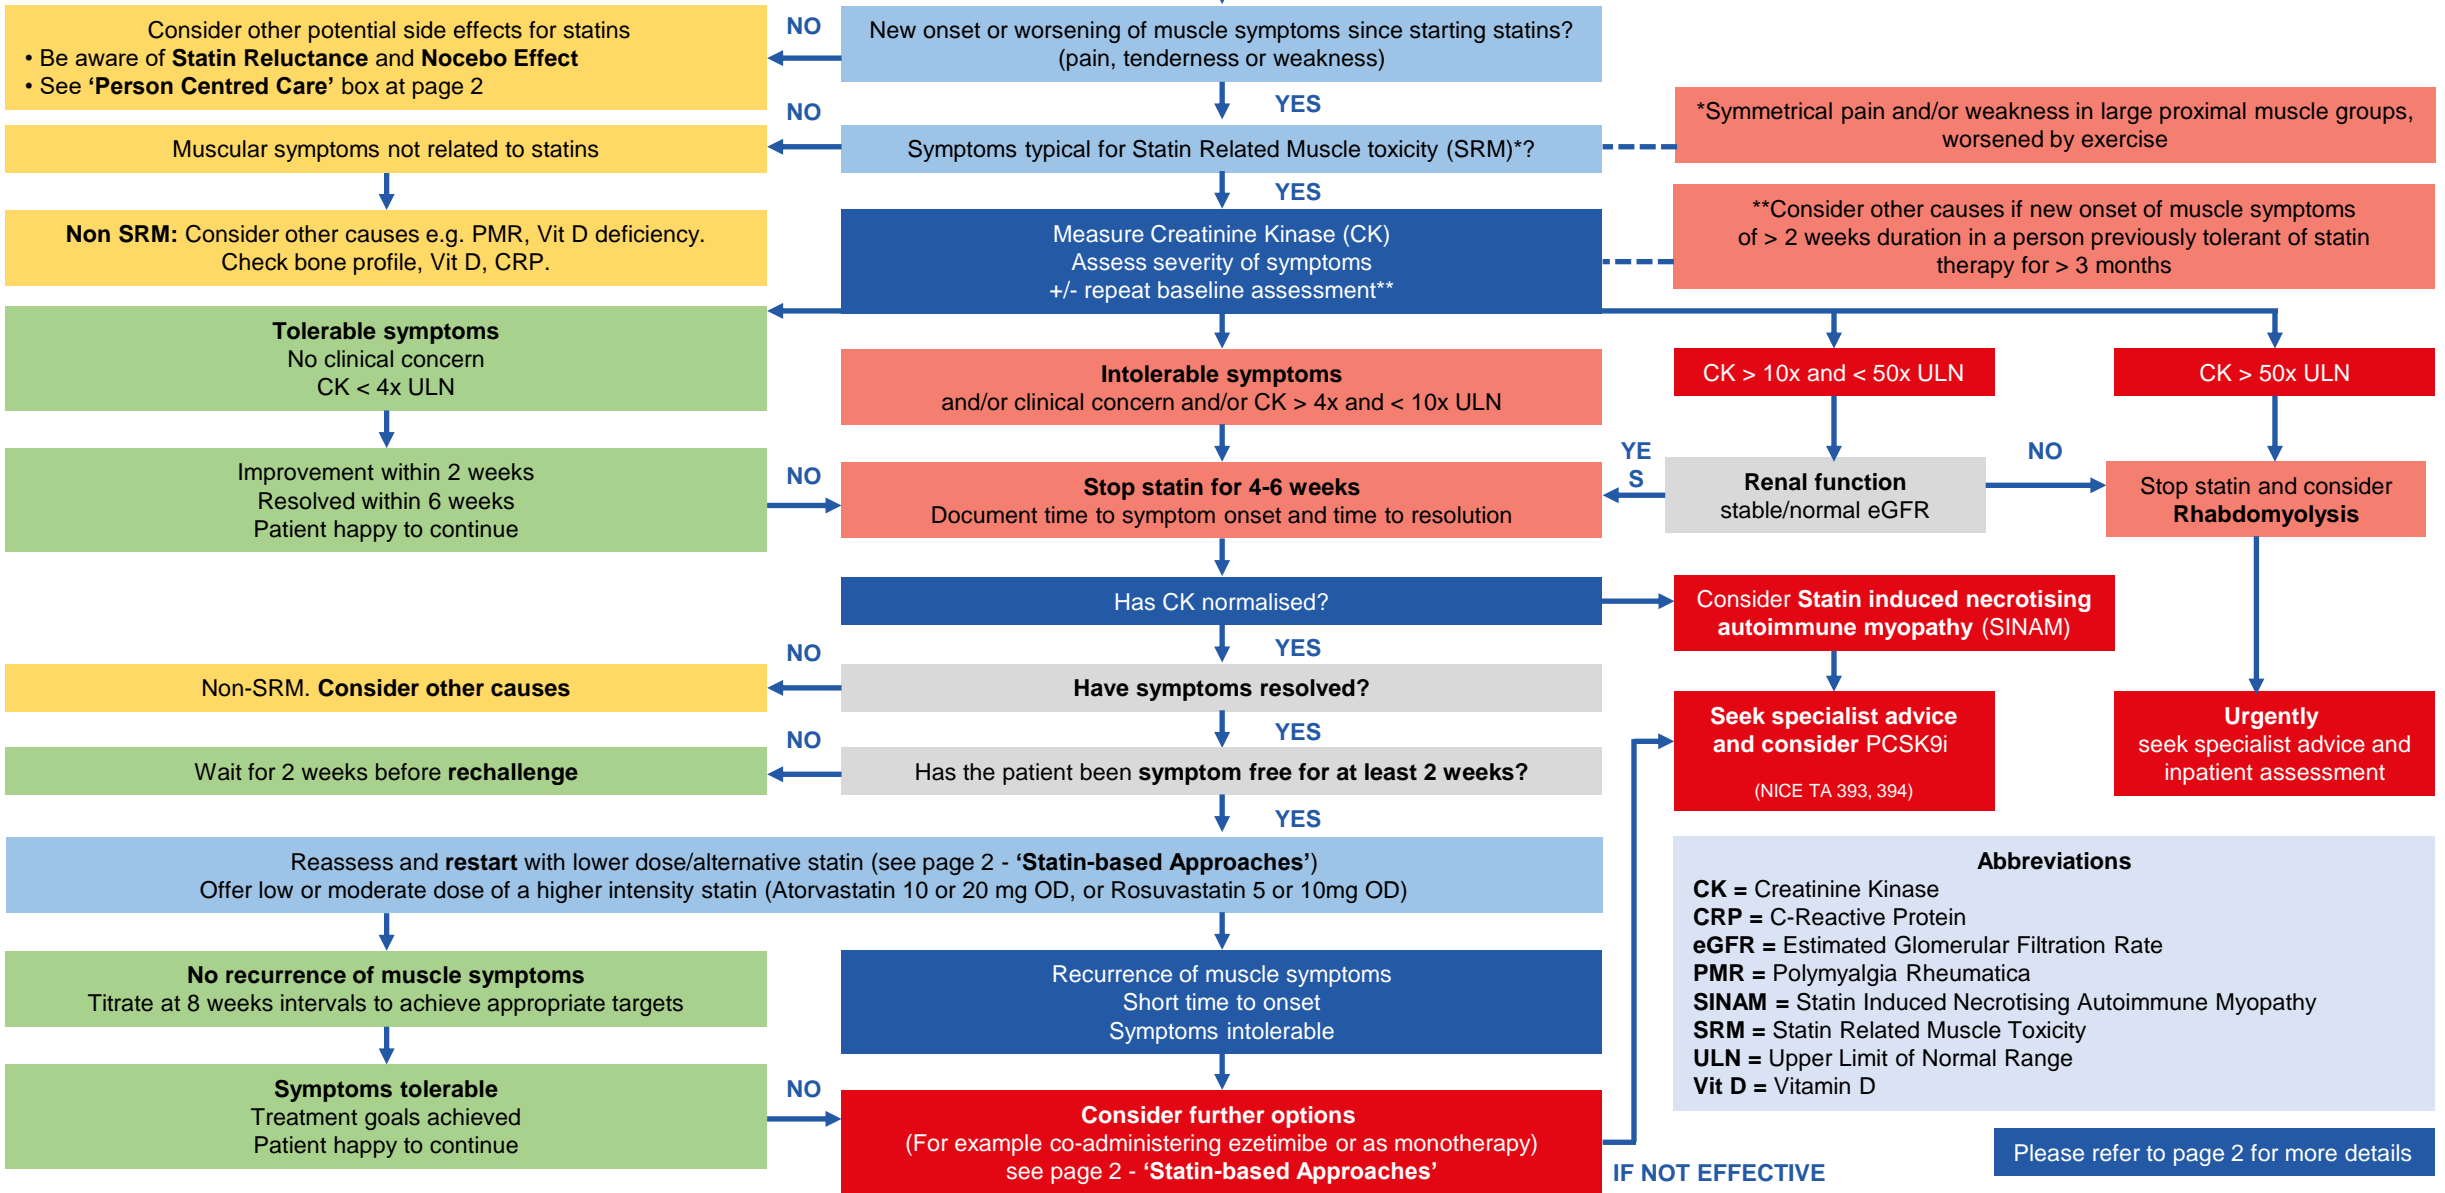 Consider other potential side effects for statins
• Be aware of Statin Reluctance and Nocebo Effect
• See ‘Person Centred Care’ box at page 2
NO
New onset or worsening of muscle symptoms since starting statins?
(pain, tenderness or weakness)
YES
NO
Muscular symptoms not related to statins
Symptoms typical for Statin Related Muscle toxicity (SRM)*?
*Symmetrical pain and/or weakness in large proximal muscle groups,
worsened by exercise
YES
Non SRM: Consider other causes e.g. PMR, Vit D deficiency.
Check bone profile, Vit D, CRP.
Measure Creatinine Kinase (CK)
Assess severity of symptoms
+/- repeat baseline assessment**
**Consider other causes if new onset of muscle symptoms
of > 2 weeks duration in a person previously tolerant of statin
therapy for > 3 months
Tolerable symptoms
No clinical concern
CK < 4x ULN
Intolerable symptoms
and/or clinical concern and/or CK > 4x and < 10x ULN
CK > 10x and < 50x ULN
CK > 50x ULN
Improvement within 2 weeks
Resolved within 6 weeks
Patient happy to continue
NO
Stop statin for 4-6 weeks
Document time to symptom onset and time to resolution
YE
S
Renal function
stable/normal eGFR
NO
Stop statin and consider
Rhabdomyolysis
Has CK normalised?
Consider Statin induced necrotising
autoimmune myopathy (SINAM)
YES
NO
Non-SRM. Consider other causes
Have symptoms resolved?
Seek specialist advice
and consider PCSK9i
(NICE TA 393, 394)
Urgently
seek specialist advice and
inpatient assessment
YES
NO
Wait for 2 weeks before rechallenge
Has the patient been symptom free for at least 2 weeks?
YES
Reassess and restart with lower dose/alternative statin (see page 2 - ‘Statin-based Approaches’)
Offer low or moderate dose of a higher intensity statin (Atorvastatin 10 or 20 mg OD, or Rosuvastatin 5 or 10mg OD)
No recurrence of muscle symptoms
Titrate at 8 weeks intervals to achieve appropriate targets
Recurrence of muscle symptoms
Short time to onset
Symptoms intolerable
Symptoms tolerable
Treatment goals achieved
Patient happy to continue
NO
Consider further options
(For example co-administering ezetimibe or as monotherapy)
see page 2 - ‘Statin-based Approaches’
IF NOT EFFECTIVE
Abbreviations
CK = Creatinine Kinase
CRP = C-Reactive Protein
eGFR = Estimated Glomerular Filtration Rate
PMR = Polymyalgia Rheumatica
SINAM = Statin Induced Necrotising Autoimmune Myopathy
SRM = Statin Related Muscle Toxicity
ULN = Upper Limit of Normal Range
Vit D = Vitamin D
Please refer to page 2 for more details